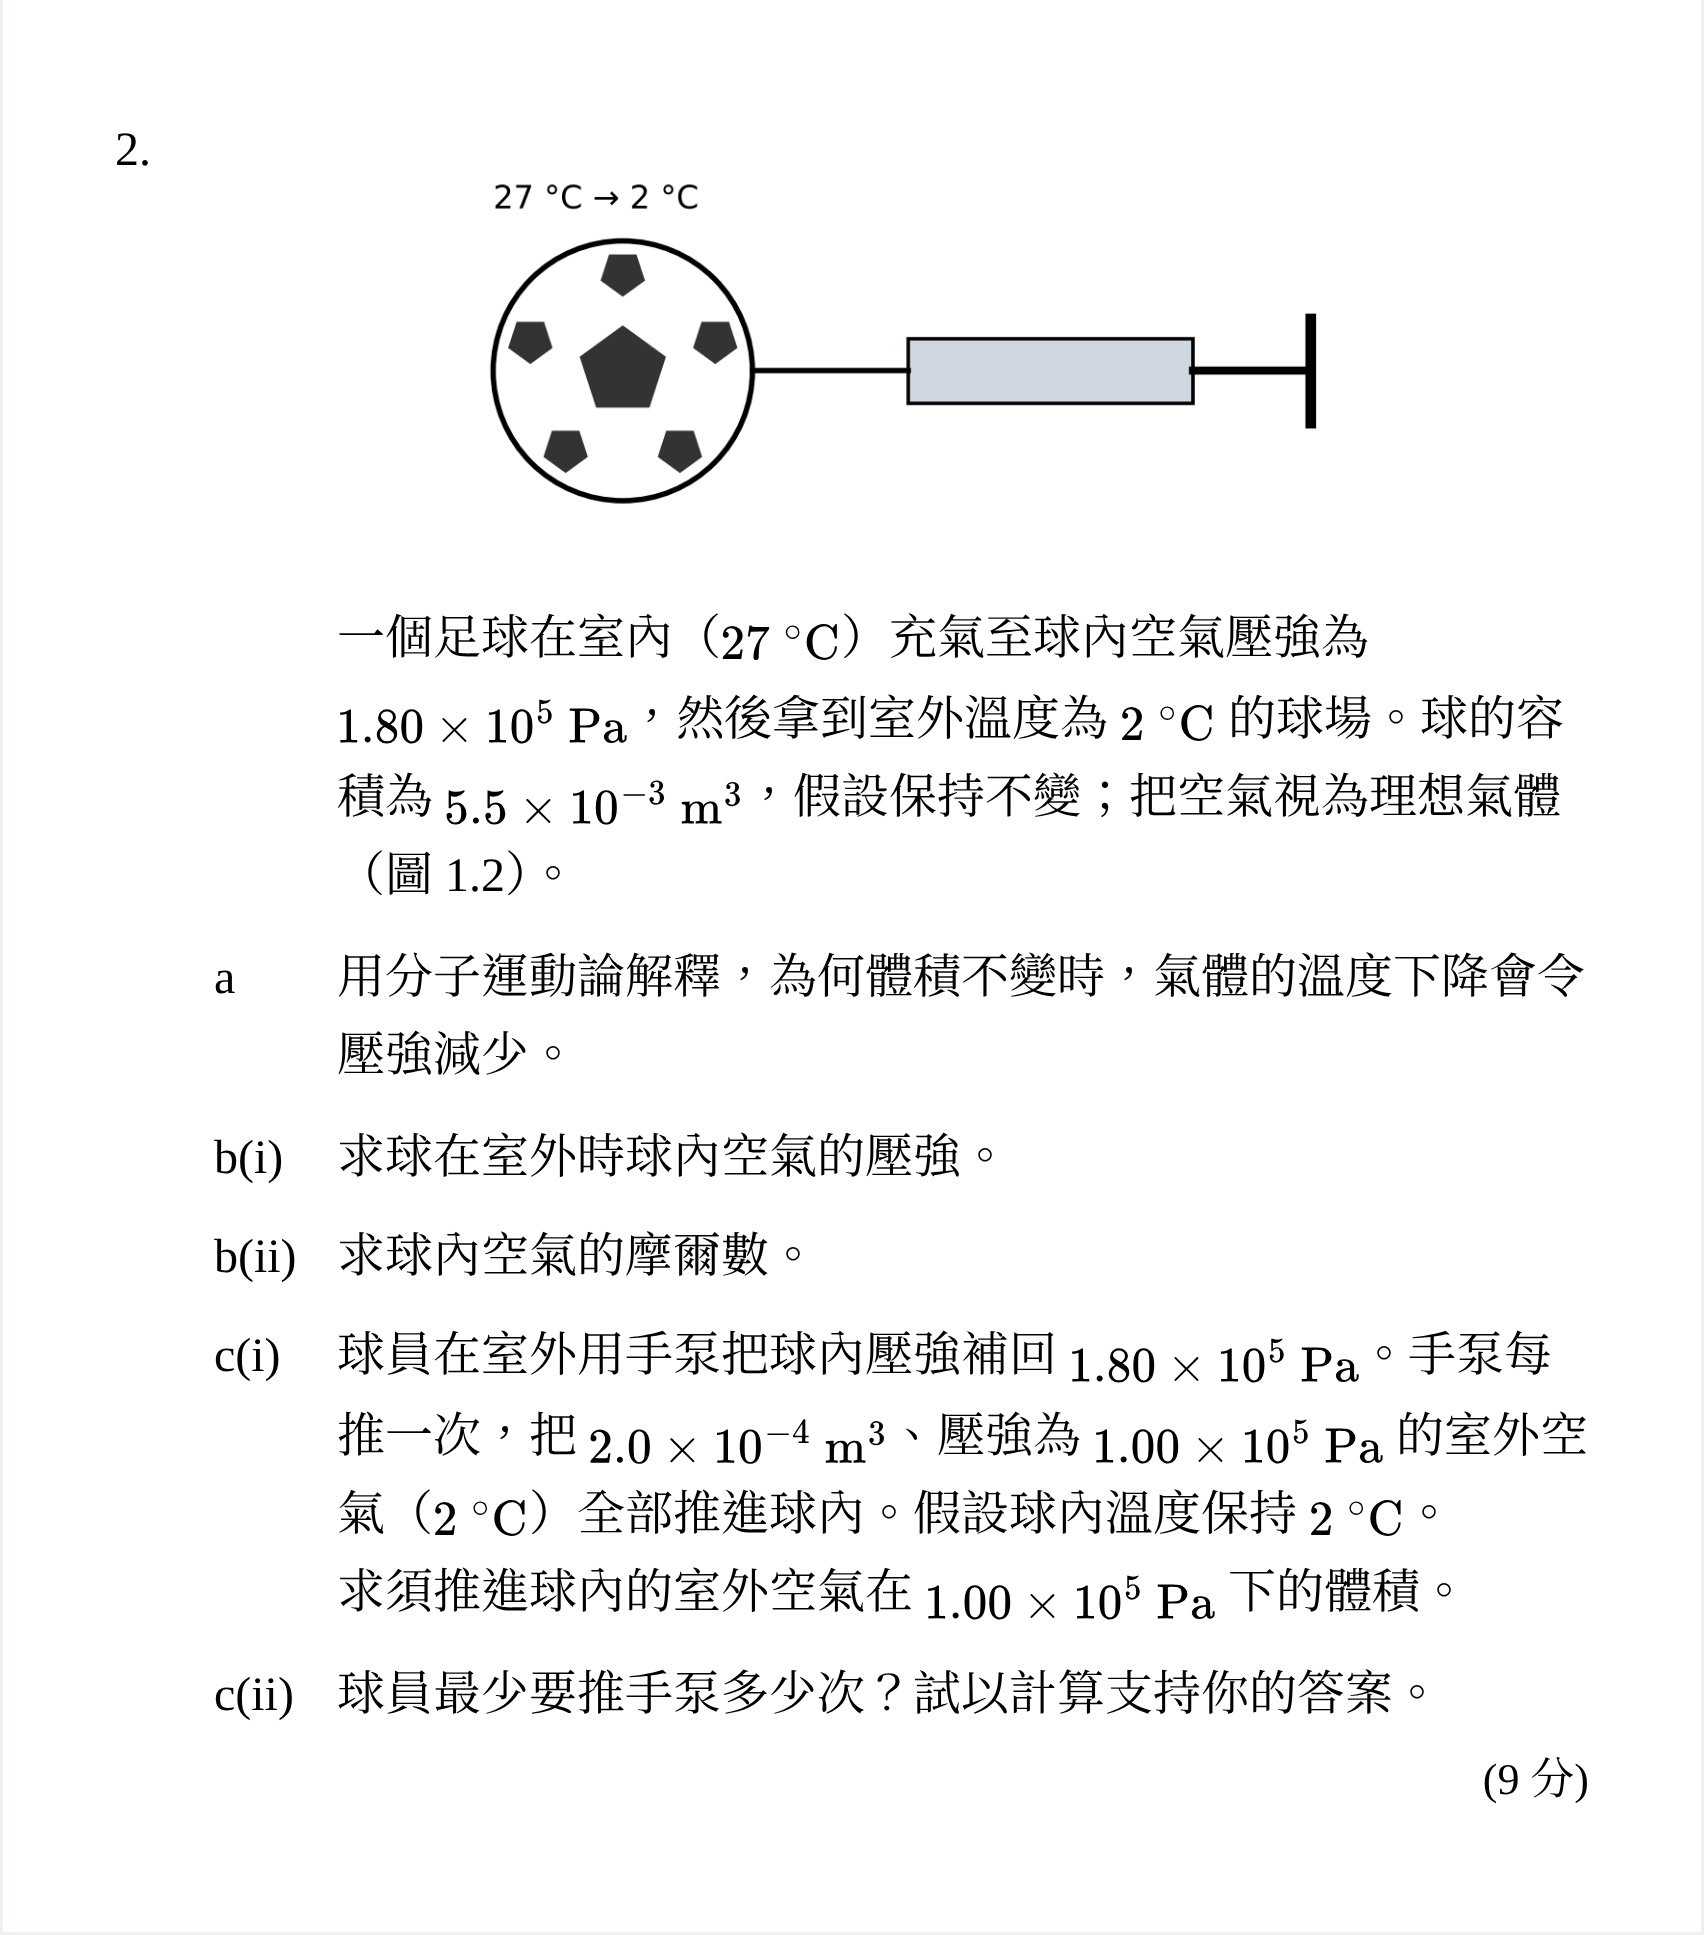 2.
27 °C → 2 °C
一個足球在室內（27 °C）充氣至球內空氣壓強為
1.80 × 10⁵ Pa，然後拿到室外溫度為 2 °C 的球場。球的容
積為 5.5 × 10⁻³ m³，假設保持不變；把空氣視為理想氣體
（圖 1.2）。
a 用分子運動論解釋，為何體積不變時，氣體的溫度下降會令
壓強減少。
b(i) 求球在室外時球內空氣的壓強。
b(ii) 求球內空氣的摩爾數。
c(i) 球員在室外用手泵把球內壓強補回 1.80 × 10⁵ Pa。手泵每
推一次，把 2.0 × 10⁻⁴ m³、壓強為 1.00 × 10⁵ Pa 的室外空
氣（2 °C）全部推進球內。假設球內溫度保持 2 °C。
求須推進球內的室外空氣在 1.00 × 10⁵ Pa 下的體積。
c(ii) 球員最少要推手泵多少次？試以計算支持你的答案。
(9 分)